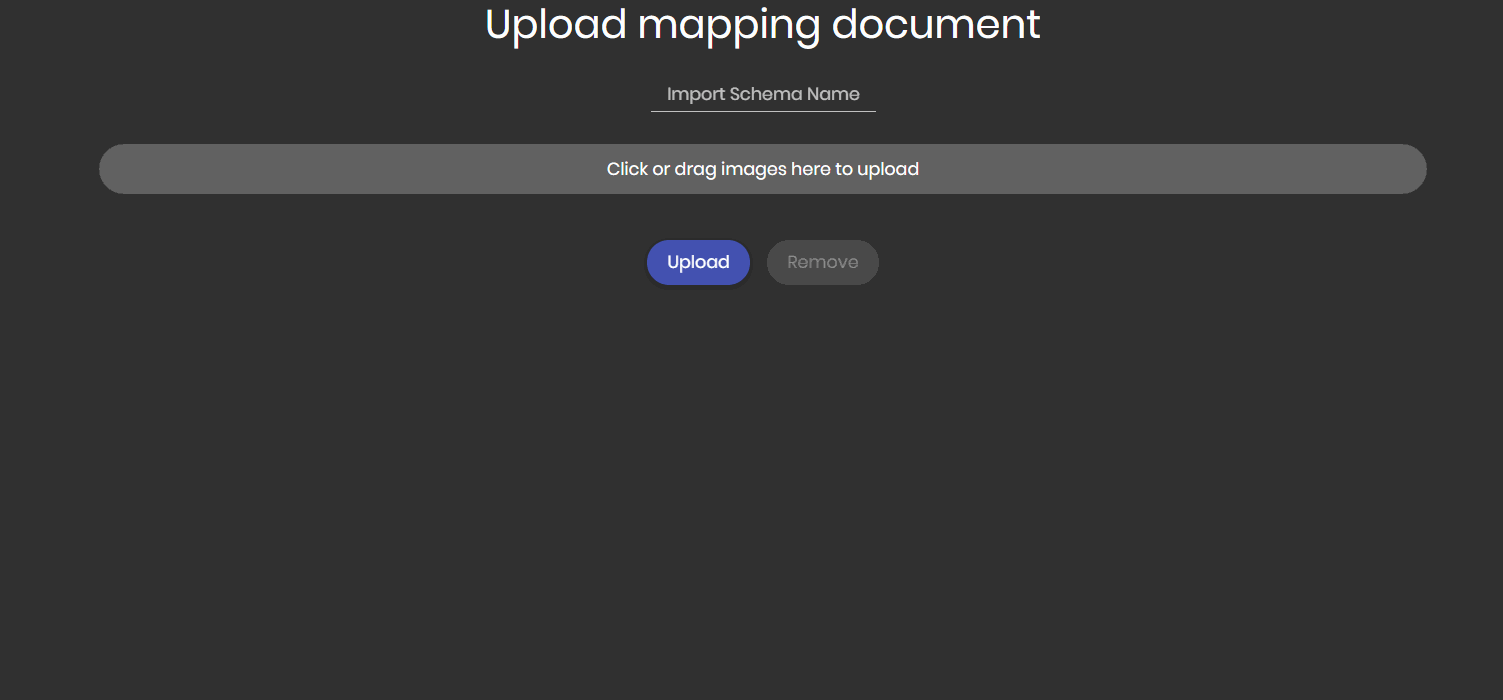 Upload mapping document
Import Schema Name
Click or drag images here to upload
Upload
Remove